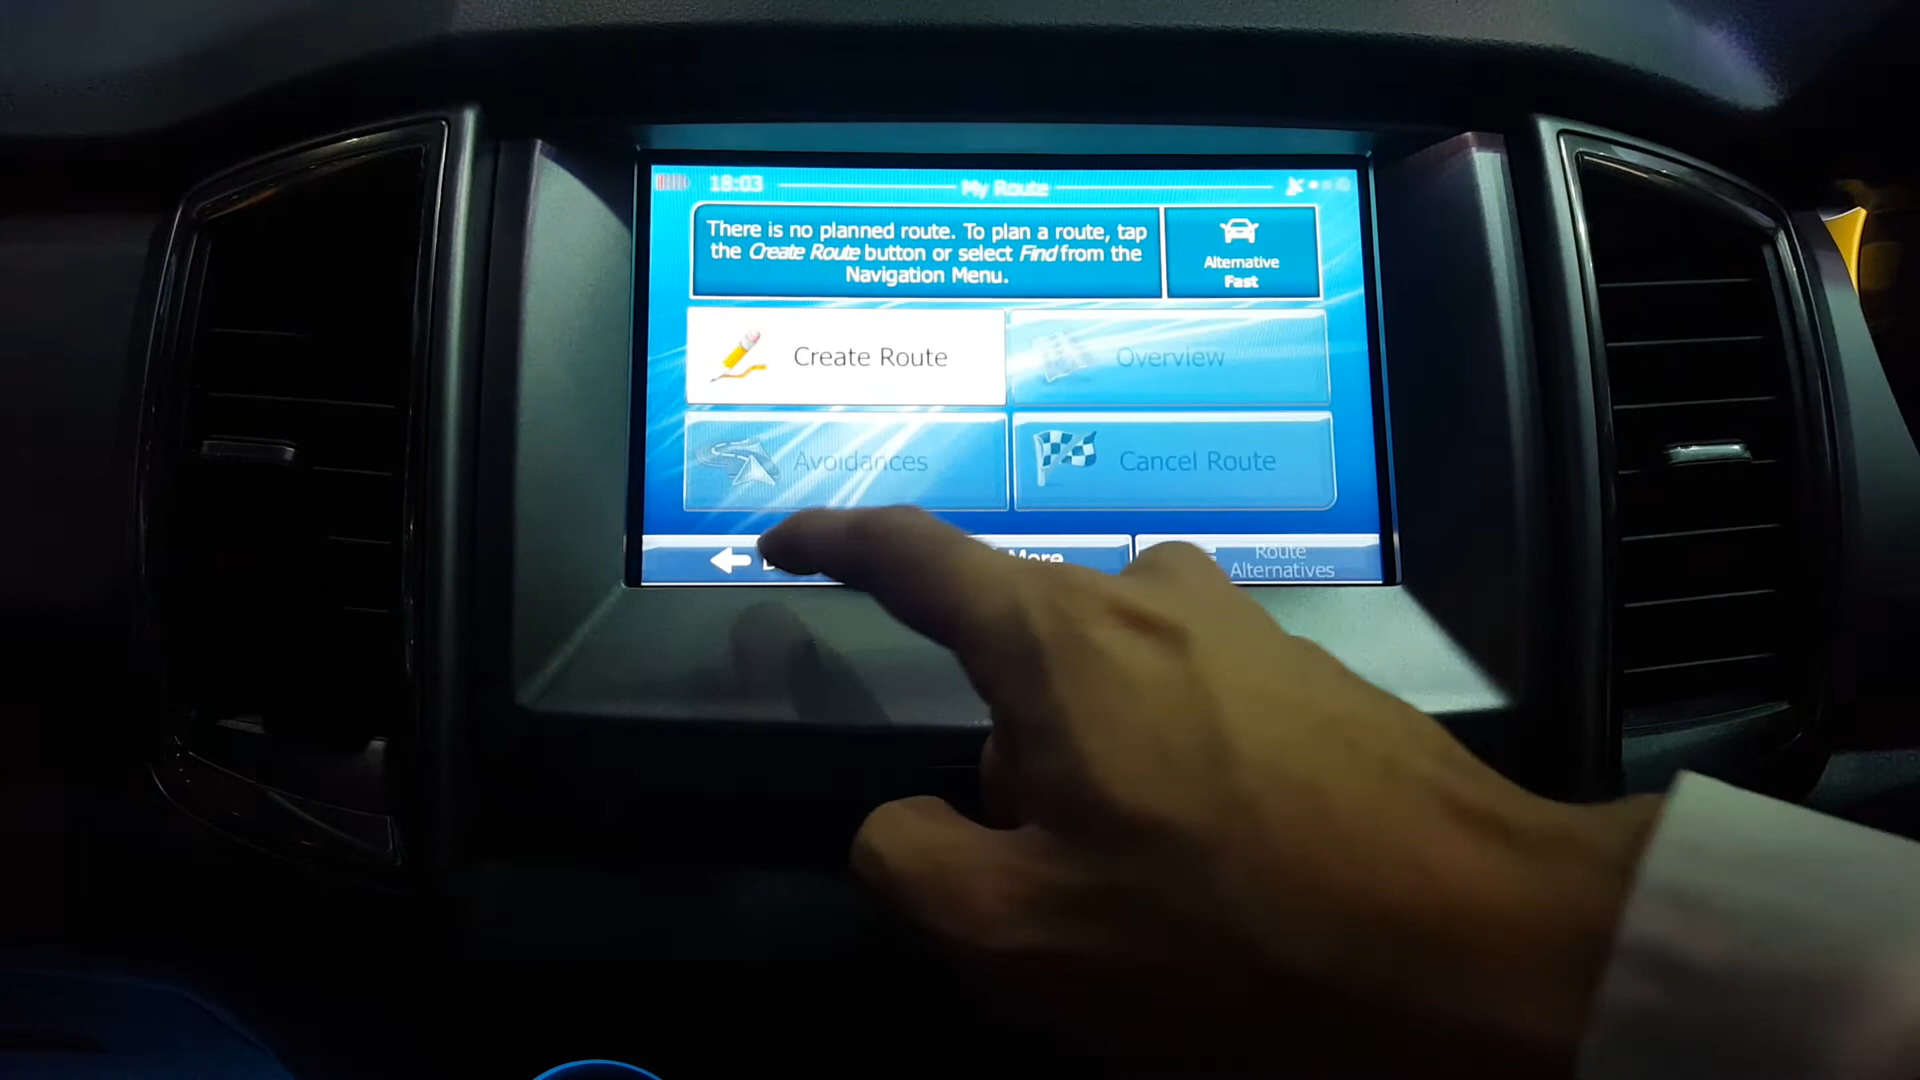 18:03
My Route
There is no planned route. To plan a route, tap
the Create Route button or select Find from the
Navigation Menu.
Alternative
Fast
Create Route
Overview
Avoidances
Cancel Route
More
Route
Alternatives